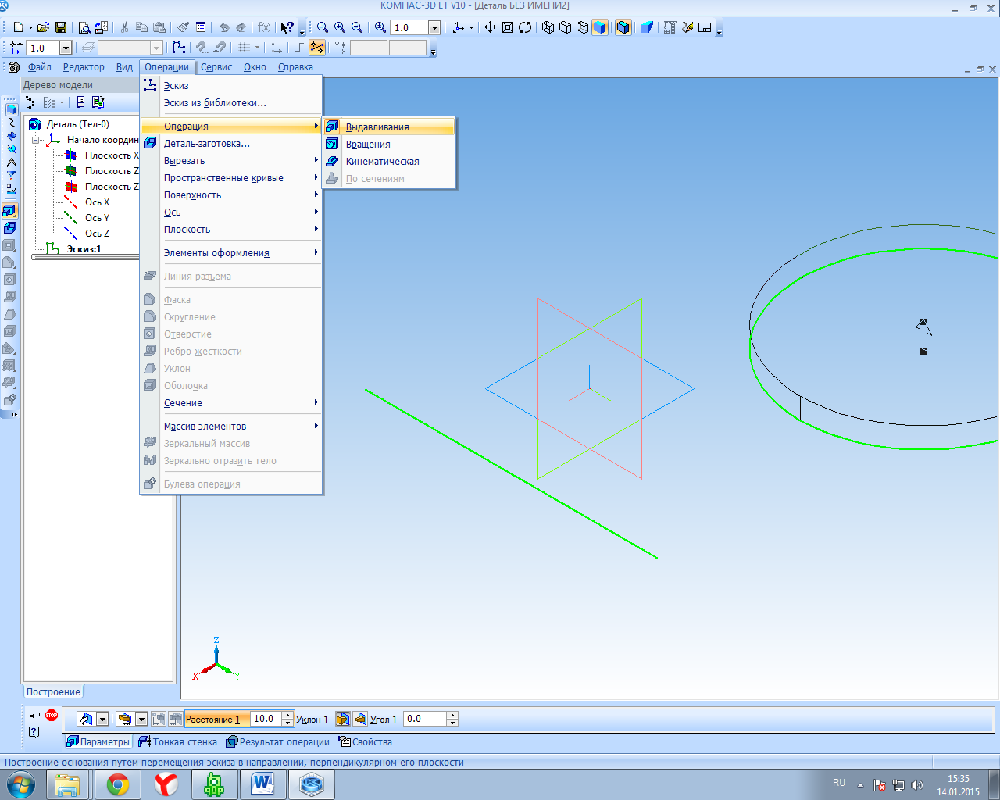 КОМПАС-3D LT V10 - [Деталь БЕЗ ИМЕНИ2]
f(x) 1.0
1.0
Файл Редактор Вид Операции Сервис Окно Справка
Дерево модели
Деталь (Тел-0)
Начало координ
Плоскость X
Плоскость Z
Плоскость Z
Ось X
Ось Y
Ось Z
Эскиз:1
Эскиз
Эскиз из библиотеки...
Операция
Деталь-заготовка...
Вырезать
Пространственные кривые
Поверхность
Ось
Плоскость
Элементы оформления
Линия разъема
Фаска
Скругление
Отверстие
Ребро жесткости
Уклон
Оболочка
Сечение
Массив элементов
Зеркальный массив
Зеркально отразить тело
Булева операция
Выдавливания
Вращения
Кинематическая
По сечениям
Z
X Y
Построение
STOP Расстояние 1 10.0 Уклон 1 Угол 1 0.0
Параметры Тонкая стенка Результат операции Свойства
Построение основания путем перемещения эскиза в направлении, перпендикулярном его плоскости
RU 15:35
14.01.2015